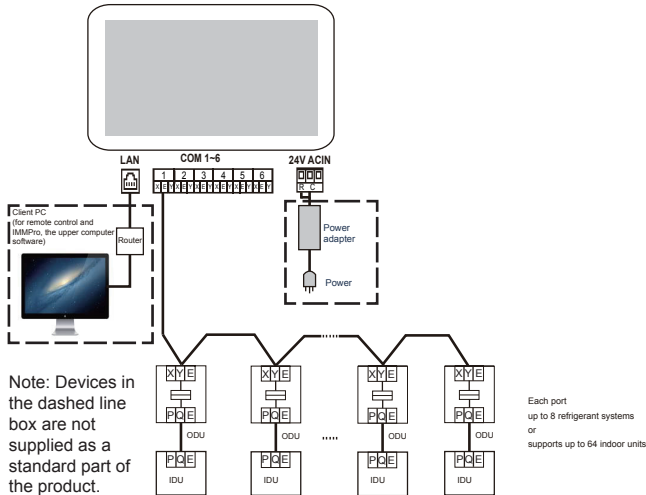 LAN
COM 1~6
24V ACIN
1 2 3 4 5 6
X E Y X E Y X E Y X E Y X E Y X E Y
R C
Client PC
(for remote control and
IMMPro, the upper computer
software)
Router
Power
adapter
Power
X Y E
X Y E
X Y E
X Y E
P Q E
P Q E
P Q E
P Q E
ODU
ODU
......
ODU
ODU
P Q E
P Q E
P Q E
P Q E
IDU
IDU
IDU
IDU
Note: Devices in
the dashed line
box are not
supplied as a
standard part of
the product.
Each port
up to 8 refrigerant systems
or
supports up to 64 indoor units